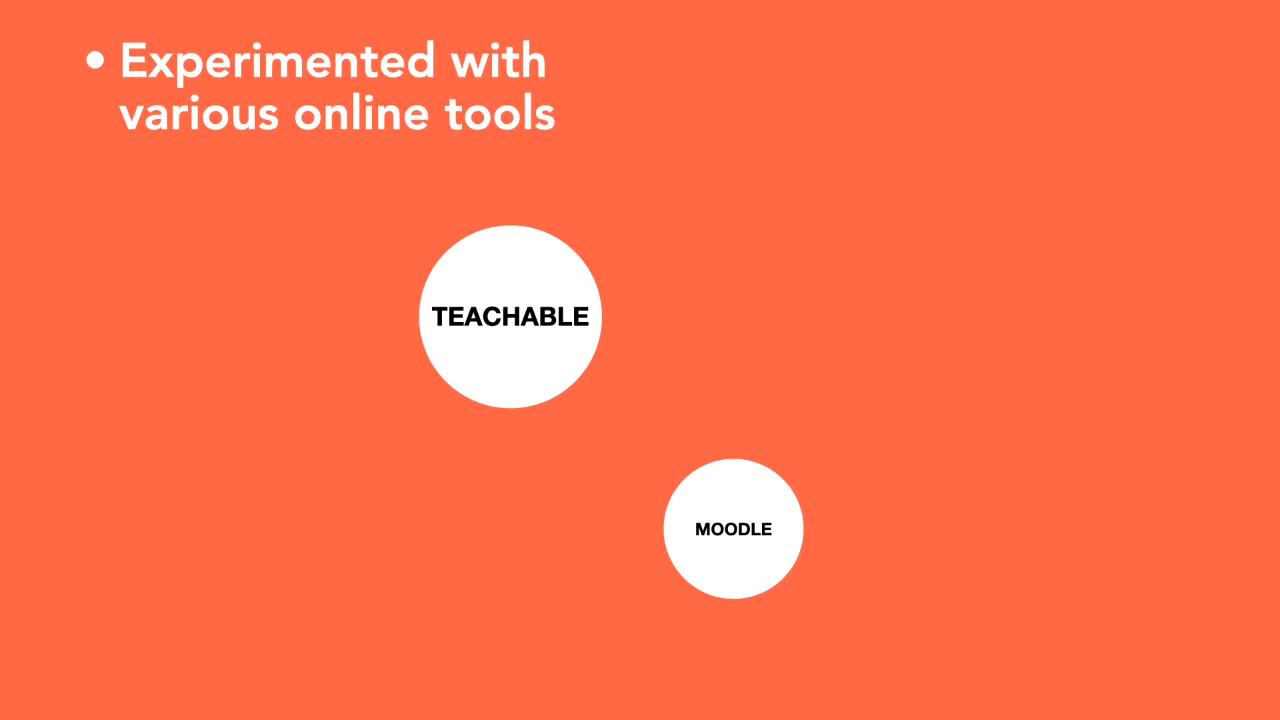 • Experimented with
various online tools
TEACHABLE
MOODLE